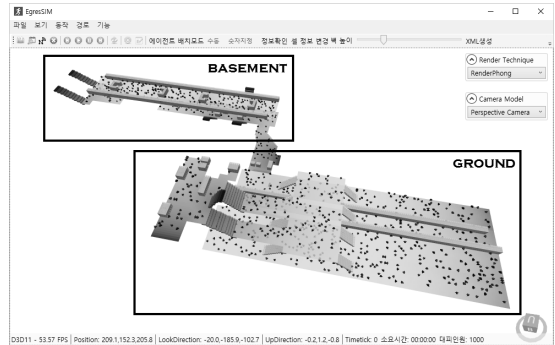 EgresSIM
파일 보기 동작 경로 기능
에이전트 배치모드 수동 숫자지정 정보확인 셀 정보 변경 벽 높이 XML생성
Render Technique
RenderPhong
Camera Model
Perspective Camera
BASEMENT
GROUND
D3D11 - 53.57 FPS Position: 209.1,152.3,205.8 LookDirection: -20.0,-185.9,-102.7 UpDirection: -0.2,1.2,-0.8 Timetick: 0 소요시간: 00:00:00 대피인원: 1000